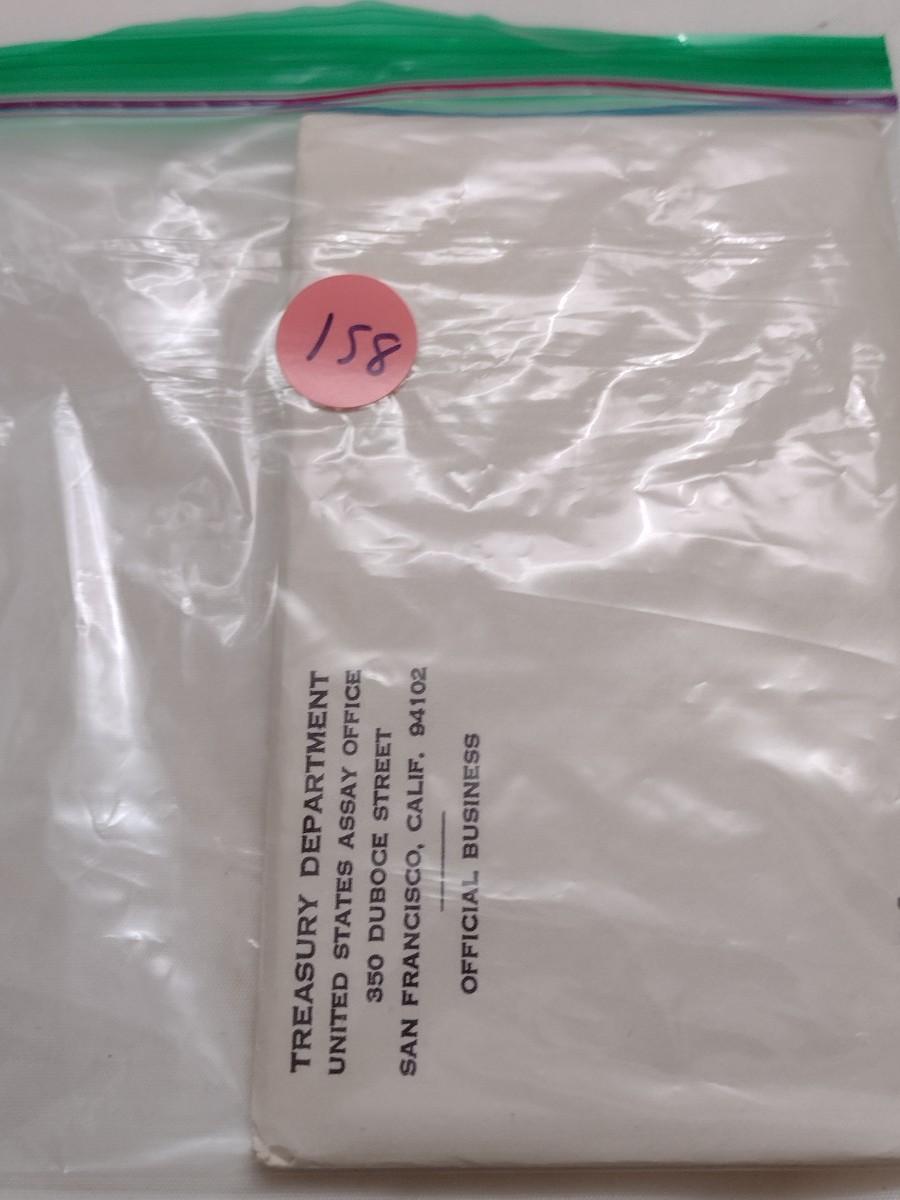 158
TREASURY DEPARTMENT
UNITED STATES ASSAY OFFICE
350 DUBOCE STREET
SAN FRANCISCO, CALIF. 94102
OFFICIAL BUSINESS